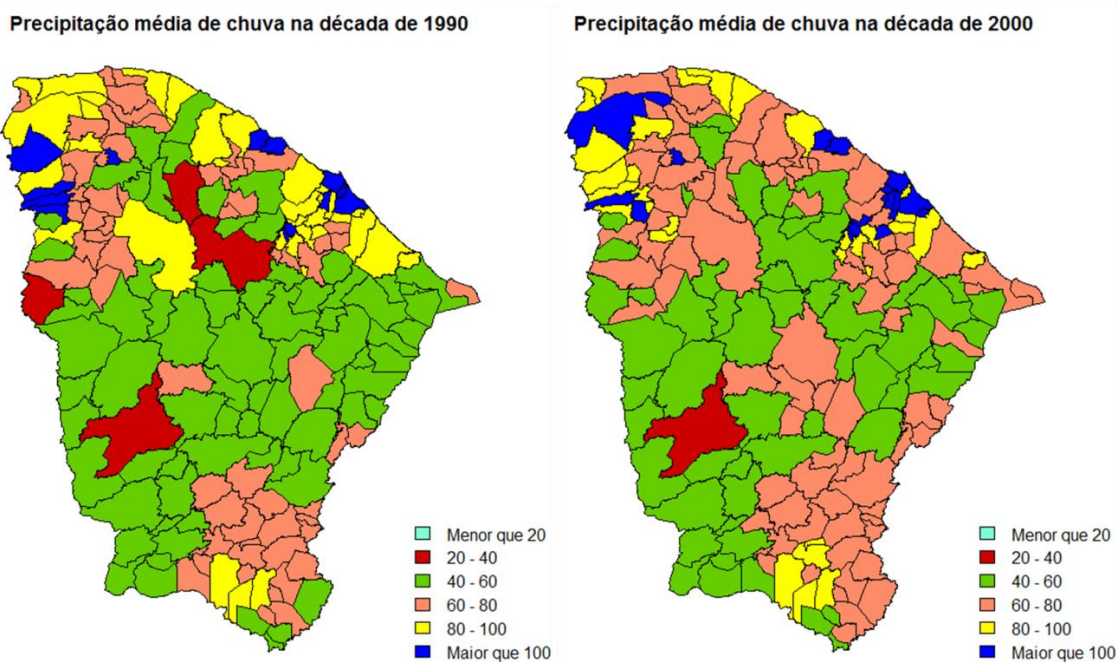 Precipitação média de chuva na década de 1990
Menor que 20
20 - 40
40 - 60
60 - 80
80 - 100
Maior que 100
Precipitação média de chuva na década de 2000
Menor que 20
20 - 40
40 - 60
60 - 80
80 - 100
Maior que 100